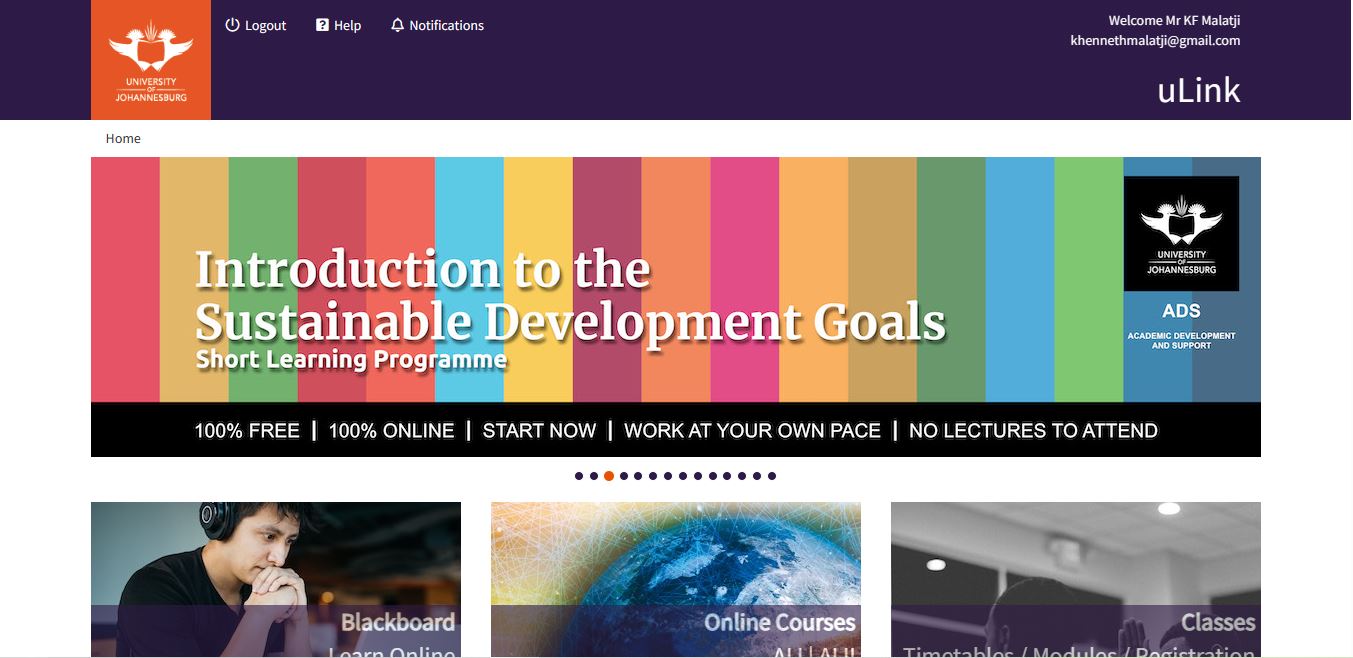 UNIVERSITY
OF
JOHANNESBURG
Logout
Help
Notifications
Welcome Mr KF Malatji
khennethmalatji@gmail.com
uLink
Home
Introduction to the
Sustainable Development Goals
Short Learning Programme
UNIVERSITY
OF
JOHANNESBURG
ADS
ACADEMIC DEVELOPMENT
AND SUPPORT
100% FREE | 100% ONLINE | START NOW | WORK AT YOUR OWN PACE | NO LECTURES TO ATTEND
Blackboard
Learn Online
Online Courses
Classes
Timetables / Modules / Registration